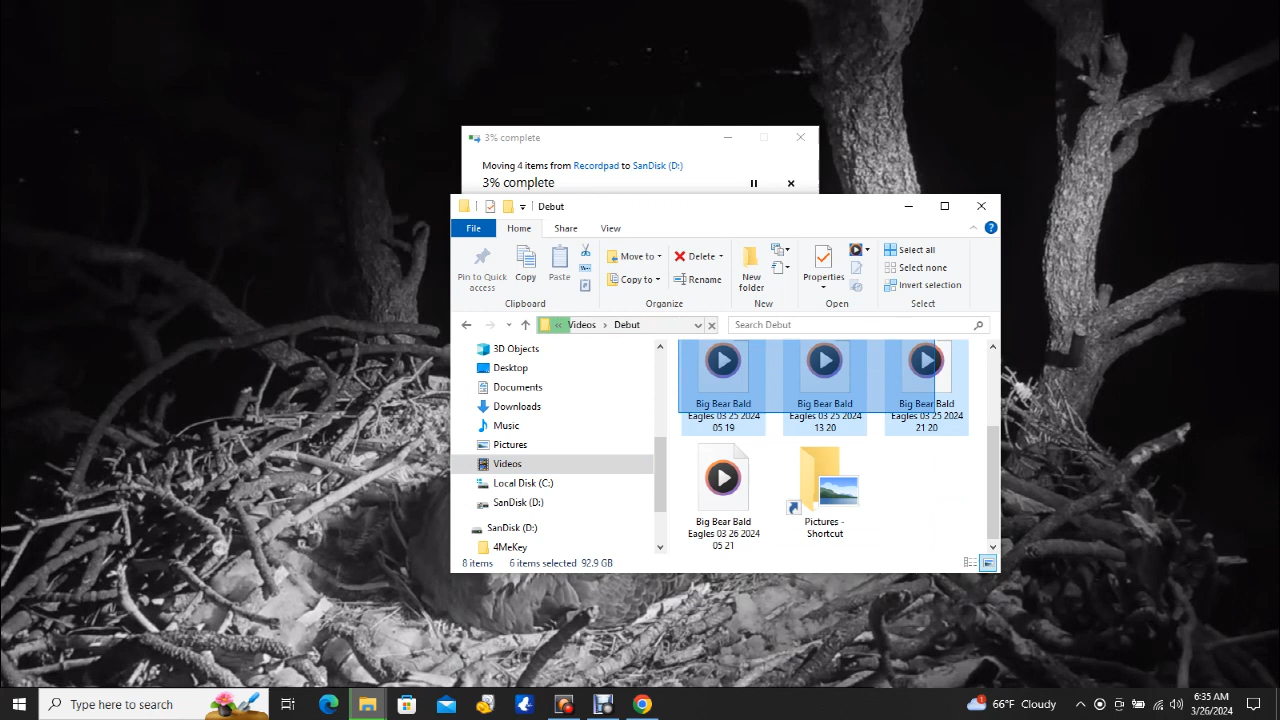 3% complete
Moving 4 items from Recordpad to SanDisk (D:)
3% complete
Debut
File Home Share View
Pin to Quick access
Copy
Paste
Move to
Copy to
Delete
Rename
New folder
Properties
Select all
Select none
Invert selection
Clipboard Organize New Open Select
« Videos > Debut
Search Debut
3D Objects
Desktop
Documents
Downloads
Music
Pictures
Videos
Local Disk (C:)
SanDisk (D:)
SanDisk (D:)
4MeKey
Big Bear Bald
Eagles 03 25 2024
05 19
Big Bear Bald
Eagles 03 25 2024
13 20
Big Bear Bald
Eagles 03 25 2024
21 20
Big Bear Bald
Eagles 03 26 2024
05 21
Pictures -
Shortcut
8 items 6 items selected 92.9 GB
Type here to search
66°F Cloudy
6:35 AM
3/26/2024